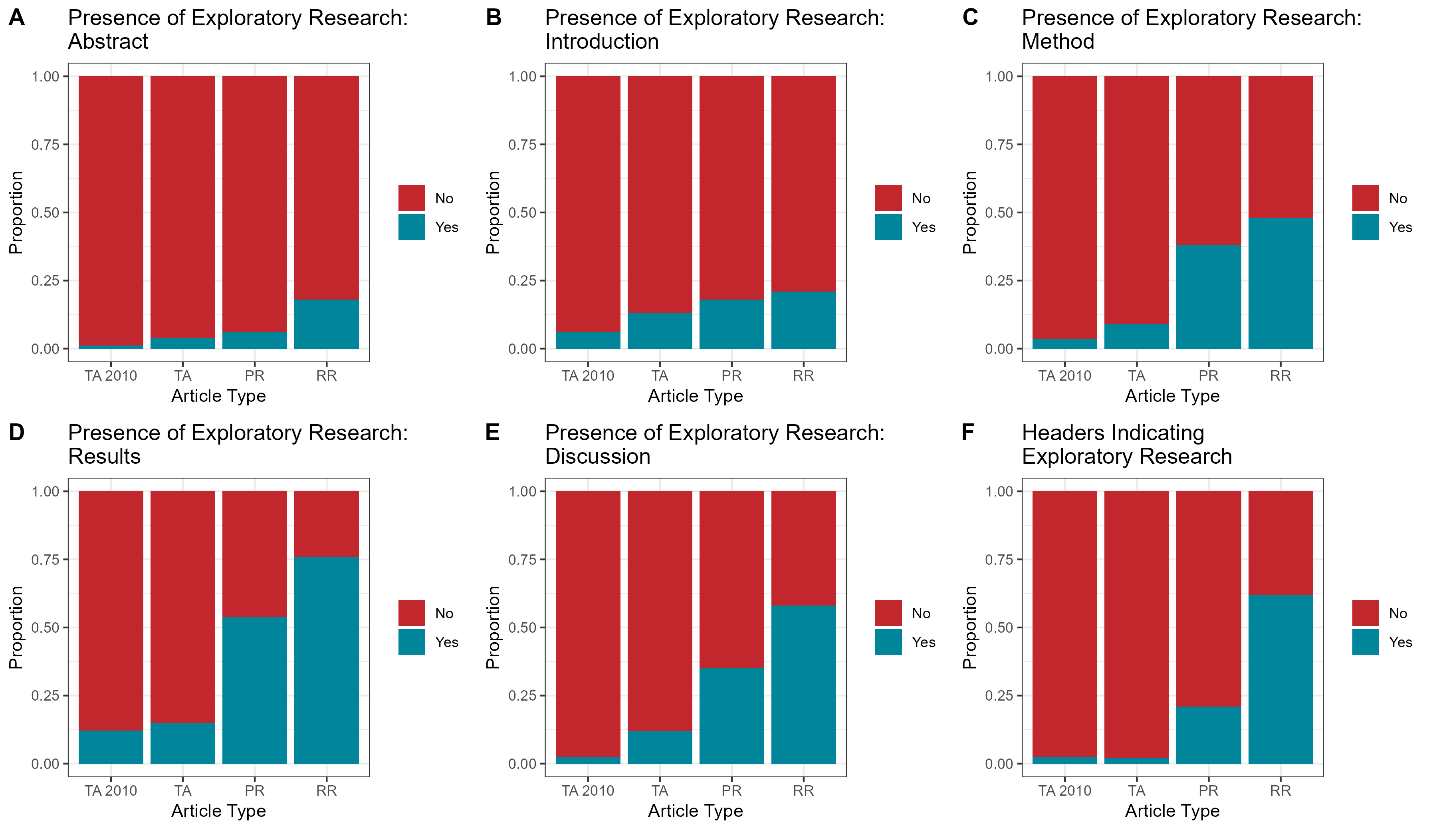 A
Presence of Exploratory Research:
Abstract
1.00
0.75
0.50
0.25
0.00
Proportion
TA 2010 TA PR RR
Article Type
No
Yes
B
Presence of Exploratory Research:
Introduction
1.00
0.75
0.50
0.25
0.00
Proportion
TA 2010 TA PR RR
Article Type
No
Yes
C
Presence of Exploratory Research:
Method
1.00
0.75
0.50
0.25
0.00
Proportion
TA 2010 TA PR RR
Article Type
No
Yes
D
Presence of Exploratory Research:
Results
1.00
0.75
0.50
0.25
0.00
Proportion
TA 2010 TA PR RR
Article Type
No
Yes
E
Presence of Exploratory Research:
Discussion
1.00
0.75
0.50
0.25
0.00
Proportion
TA 2010 TA PR RR
Article Type
No
Yes
F
Headers Indicating
Exploratory Research
1.00
0.75
0.50
0.25
0.00
Proportion
TA 2010 TA PR RR
Article Type
No
Yes